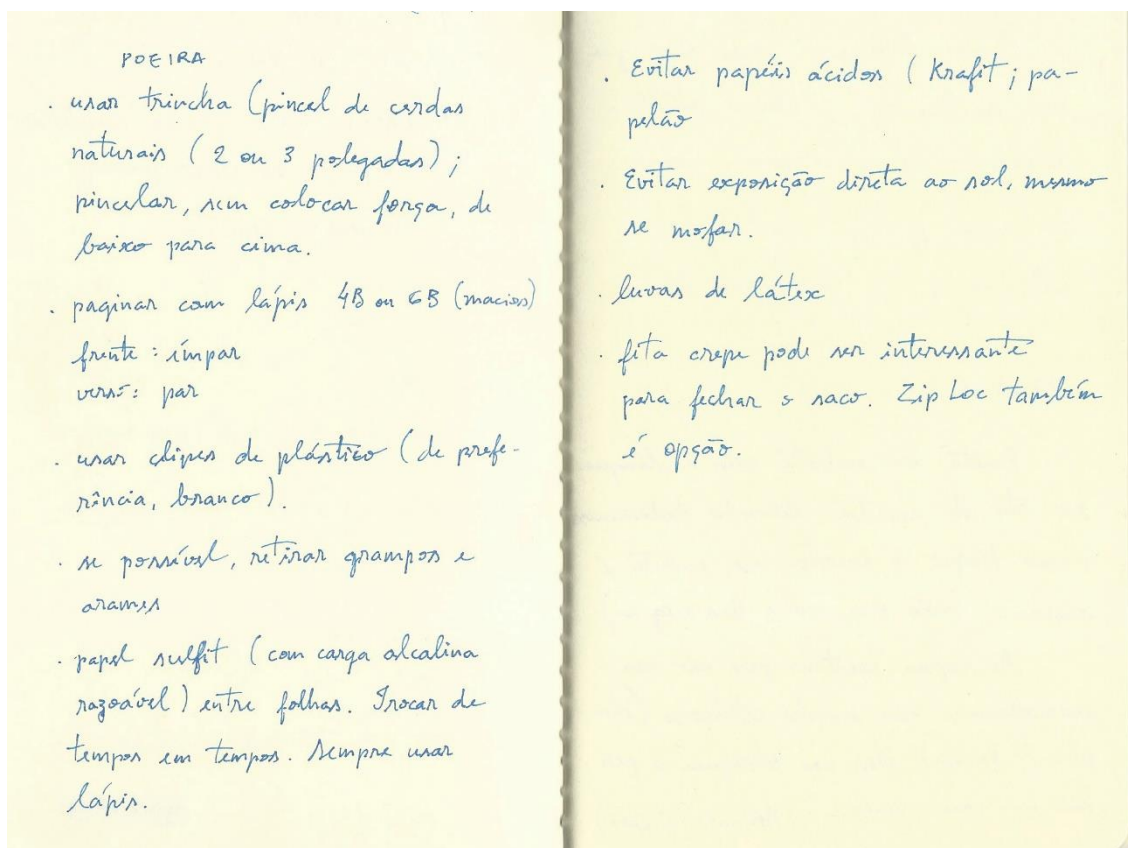 POEIRA
. usar trincha (pincel de cerdas
naturais (2 ou 3 polegadas) ;
pincelar, sem colocar força, de
baixo para cima.
. paginar com lápis 4B ou 6B (macios)
frente : ímpar
verso : par
. usar clipes de plástico (de prefe-
rência, branco).
. se possível, retirar grampos e
arames
. papel sulfit (com carga alcalina
razoável) entre folhas. Trocar de
tempos em tempos. Sempre usar
lápis.
. Evitar papéis ácidos (Krafit ; pa-
pelão
. Evitar exposição direta ao sol, mesmo
se mofar.
. luvas de látex
. fita crepe pode ser interessante
para fechar o saco. Zip Loc também
é opção.